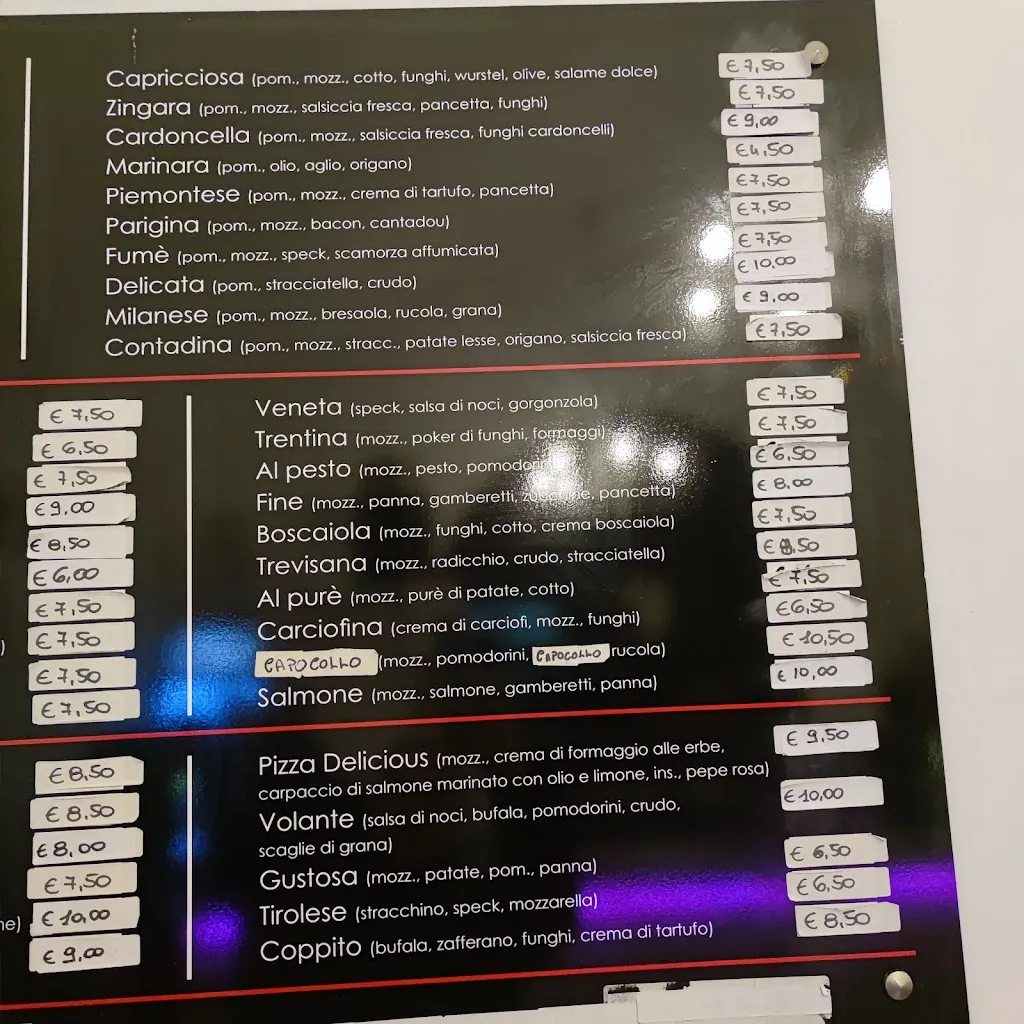 Capricciosa (pom., mozz., cotto, funghi, wurstel, olive, salame dolce) € 7,50
Zingara (pom., mozz., salsiccia fresca, pancetta, funghi) € 7,50
Cardoncella (pom., mozz., salsiccia fresca, funghi cardoncelli) € 9,00
Marinara (pom., olio, aglio, origano) €4,50
Piemontese (pom., mozz., crema di tartufo, pancetta) €7,50
Parigina (pom., mozz., bacon, cantadou) € 7,50
Fumè (pom., mozz., speck, scamorza affumicata) € 7,50
Delicata (pom., stracciatella, crudo) € 10,00
Milanese (pom., mozz., bresaola, rucola, grana) € 9,00
Contadina (pom., mozz., stracc., patate lesse, origano, salsiccia fresca) €7,50
€ 7,50 Veneta (speck, salsa di noci, gorgonzola) € 7,50
€ 6,50 Trentina (mozz., poker di funghi, formaggi) € 7,50
€ 7,50 Al pesto (mozz., pesto, € 6,50
€ 9,00 Fine (mozz., panna, gamberetti, zucchine, pancetta) € 8,00
€ 8,50 Boscaiola (mozz., funghi, cotto, crema boscaiola) € 7,50
€ 6,00 Trevisana (mozz., radicchio, crudo, stracciatella) € 8,50
€ 7,50 Al purè (mozz., purè di patate, cotto) € 7,50
) € 7,50 Carciofina (crema di carciofi, mozz., funghi) €6,50
€ 7,50 CAPOCOLLO (mozz., pomodorini, CAPOCOLLO rucola) € 10,50
€ 7,50 Salmone (mozz., salmone, gamberetti, panna) € 10,00
€8,50 Pizza Delicious (mozz., crema di formaggio alle erbe, € 9,50
carpaccio di salmone marinato con olio e limone, ins., pepe rosa)
€ 8,50 Volante (salsa di noci, bufala, pomodorini, crudo, € 10,00
€ 8,00 scaglie di grana)
€ 7,50 Gustosa (mozz., patate, pom., panna) € 6,50
ne) € 10,00 Tirolese (stracchino, speck, mozzarella) € 6,50
€ 9,00 Coppito (bufala, zafferano, funghi, crema di tartufo) € 8,50